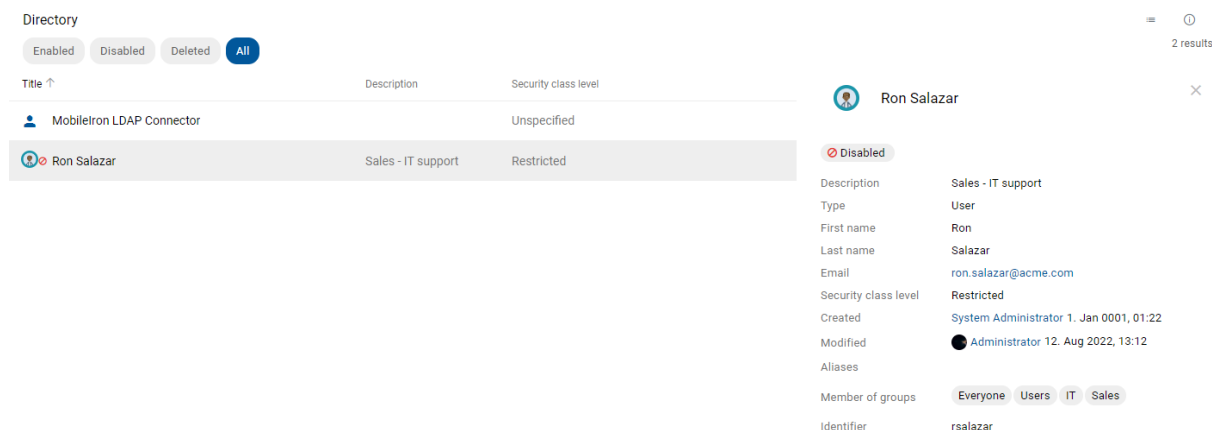 Directory
Enabled Disabled Deleted All
2 results
Title ↑ Description Security class level
MobileIron LDAP Connector Unspecified
Ron Salazar Sales - IT support Restricted
Ron Salazar
Disabled
Description Sales - IT support
Type User
First name Ron
Last name Salazar
Email ron.salazar@acme.com
Security class level Restricted
Created System Administrator 1. Jan 0001, 01:22
Modified Administrator 12. Aug 2022, 13:12
Aliases
Member of groups Everyone Users IT Sales
Identifier rsalazar